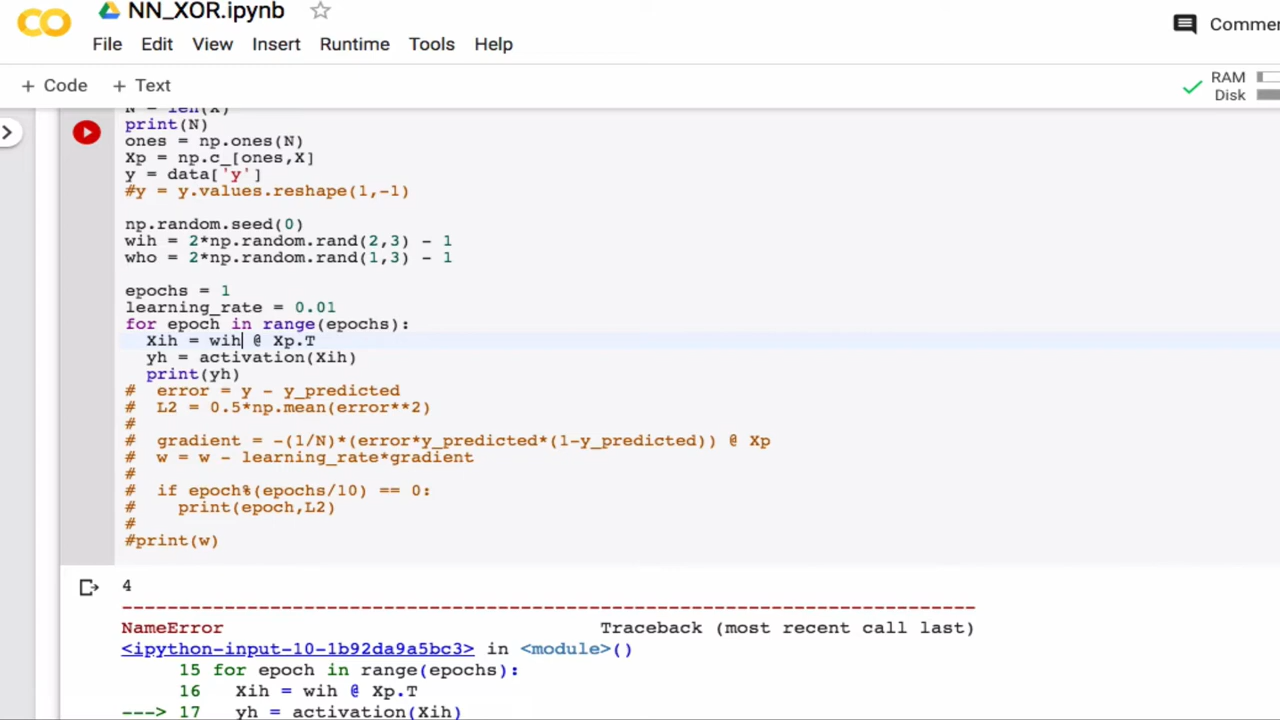 NN_XOR.ipynb
File Edit View Insert Runtime Tools Help
Comme
+ Code + Text
RAM
Disk
N = len(X)
print(N)
ones = np.ones(N)
Xp = np.c_[ones,X]
y = data['y']
#y = y.values.reshape(1,-1)
np.random.seed(0)
wih = 2*np.random.rand(2,3) - 1
who = 2*np.random.rand(1,3) - 1
epochs = 1
learning_rate = 0.01
for epoch in range(epochs):
  Xih = wih @ Xp.T
  yh = activation(Xih)
  print(yh)
#  error = y - y_predicted
#  L2 = 0.5*np.mean(error**2)
#
#  gradient = -(1/N)*(error*y_predicted*(1-y_predicted)) @ Xp
#  w = w - learning_rate*gradient
#
#  if epoch%(epochs/10) == 0:
#    print(epoch,L2)
#
#print(w)
4
---------------------------------------------------------------------------
NameError Traceback (most recent call last)
<ipython-input-10-1b92da9a5bc3> in <module>()
15 for epoch in range(epochs):
16   Xih = wih @ Xp.T
---> 17   yh = activation(Xih)